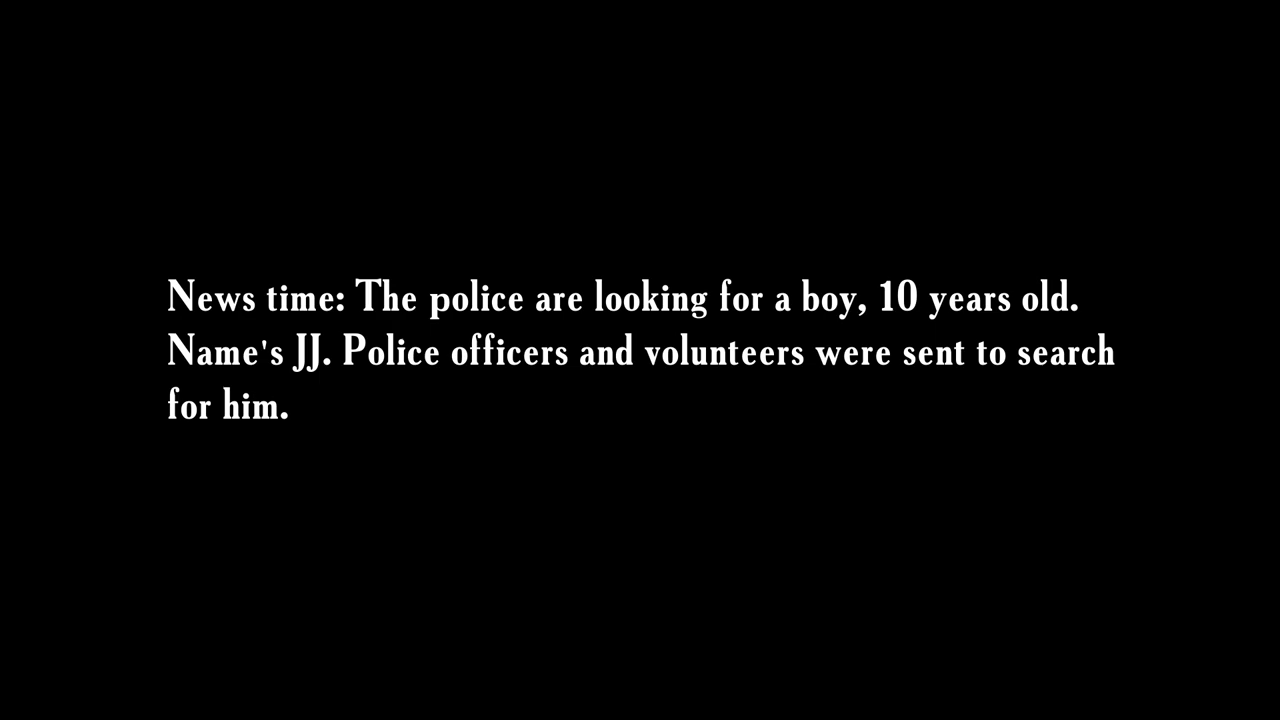 News time: The police are looking for a boy, 10 years old.
Name's JJ. Police officers and volunteers were sent to search
for him.